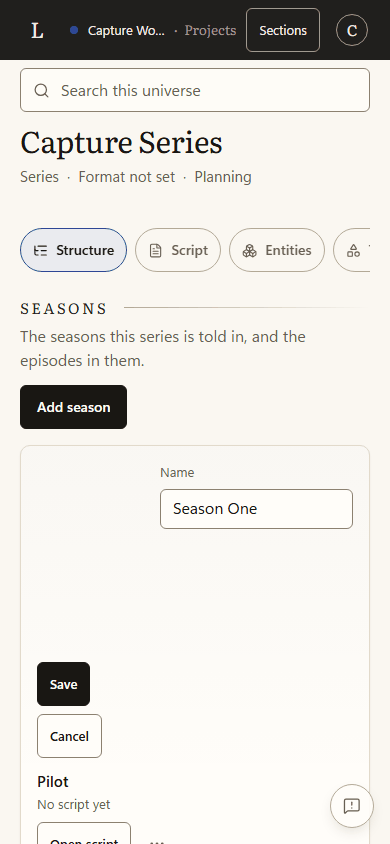 L
Capture Wo... · Projects
Sections
C
Search this universe
Capture Series
Series · Format not set · Planning
Structure
Script
Entities
SEASONS
The seasons this series is told in, and the
episodes in them.
Add season
Name
Season One
Save
Cancel
Pilot
No script yet
Open script